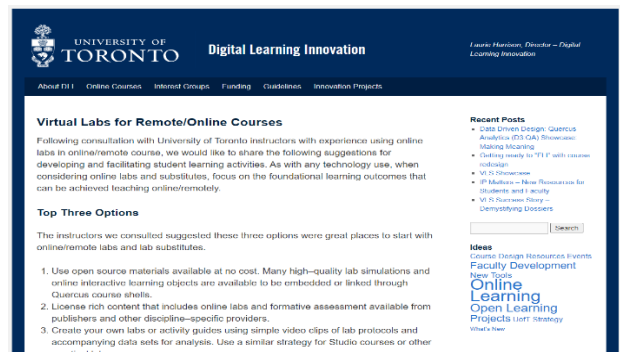 UNIVERSITY OF
TORONTO
Digital Learning Innovation
Laurie Harrison, Director – Digital
Learning Innovation
About DLI Online Courses Interest Groups Funding Guidelines Innovation Projects
Virtual Labs for Remote/Online Courses
Following consultation with University of Toronto instructors with experience using online
labs in online/remote course, we would like to share the following suggestions for
developing and facilitating student learning activities. As with any technology use, when
considering online labs and substitutes, focus on the foundational learning outcomes that
can be achieved teaching online/remotely.
Top Three Options
The instructors we consulted suggested these three options were great places to start with
online/remote labs and lab substitutes.
1. Use open source materials available at no cost. Many high–quality lab simulations and
online interactive learning objects are available to be embedded or linked through
Quercus course shells.
2. License rich content that includes online labs and formative assessment available from
publishers and other discipline–specific providers.
3. Create your own labs or activity guides using simple video clips of lab protocols and
accompanying data sets for analysis. Use a similar strategy for Studio courses or other
Recent Posts
Data Driven Design: Quercus
Analytics (D3 QA) Showcase
Making Meaning
Getting ready to "FLI" with course
redesign
VLS Showcase
IP Matters – New Resources for
Students and Faculty
VLS Success Story –
Demystifying Dossiers
Search
Ideas
Course Design Resources Events
Faculty Development
New Tools
Online
Learning
Open Learning
Projects UofT Strategy
What's New